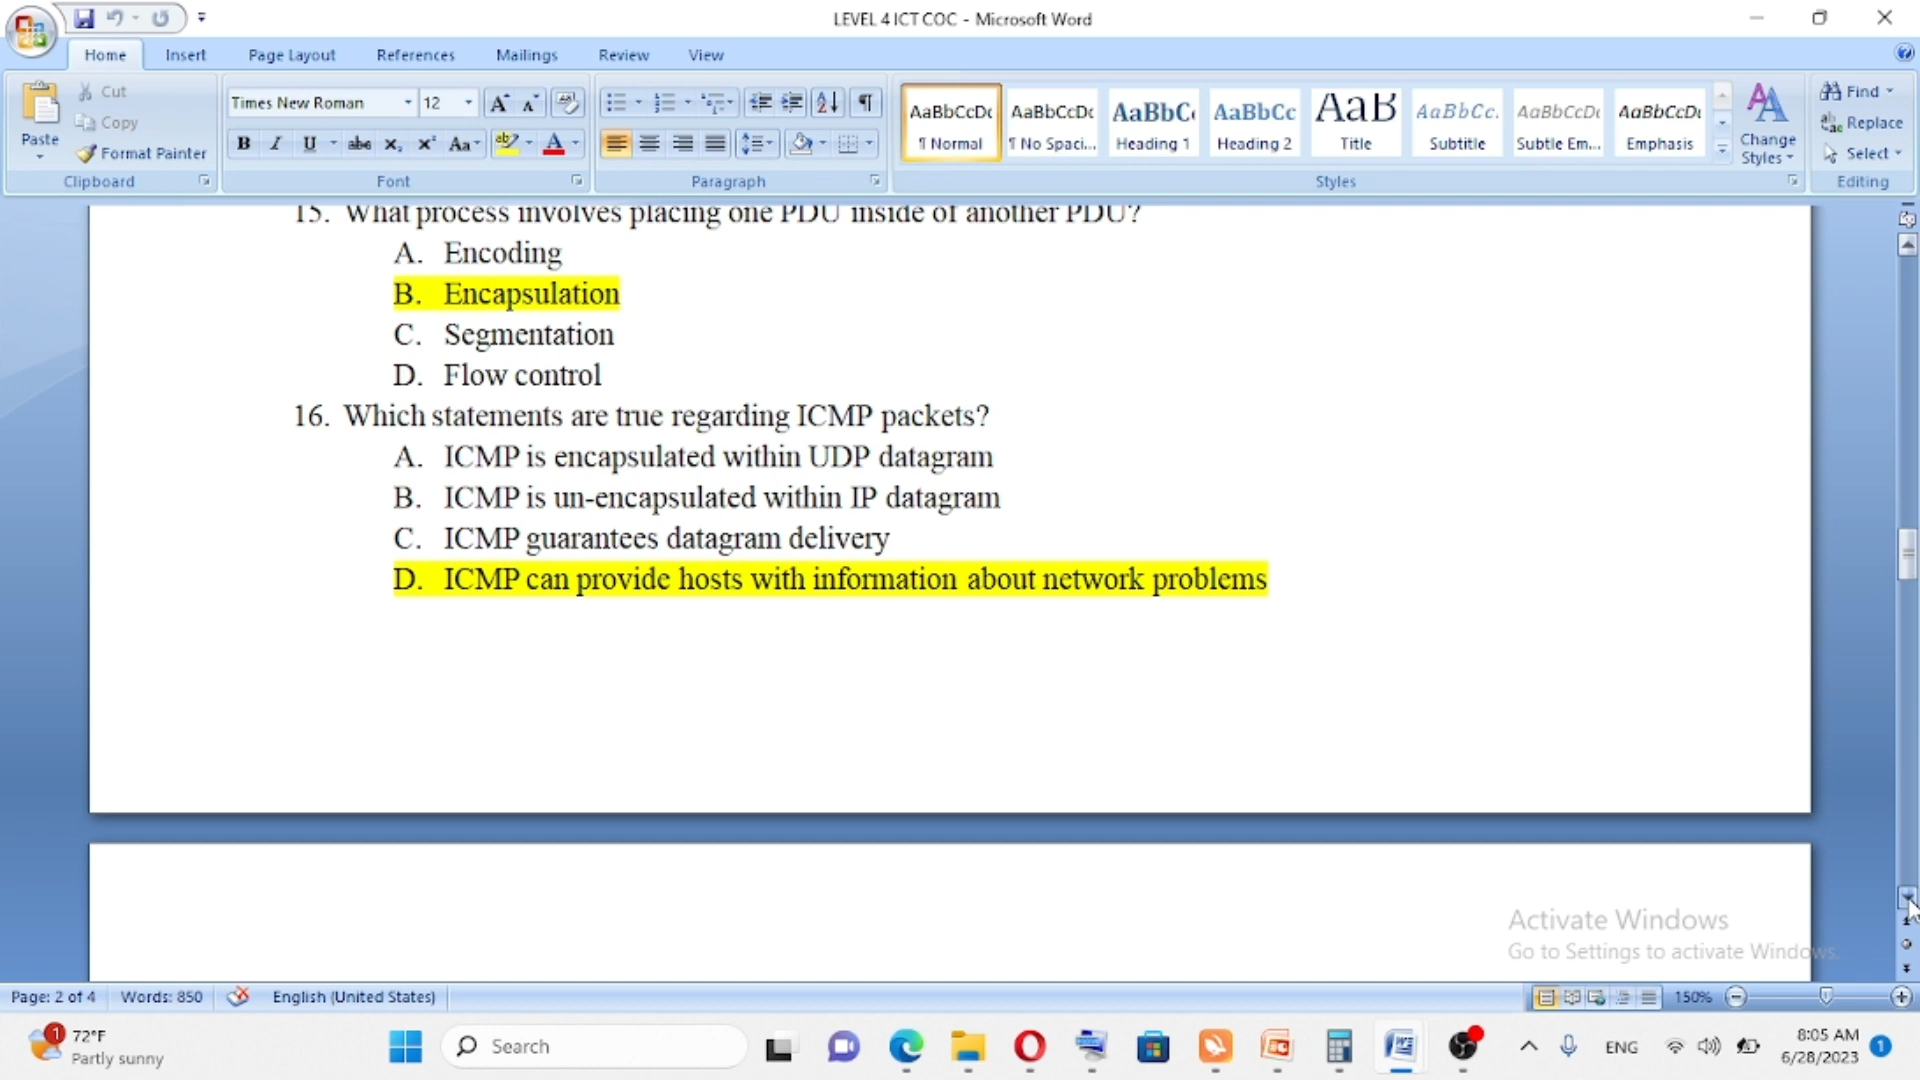 LEVEL 4 ICT COC - Microsoft Word
Home Insert Page Layout References Mailings Review View
Paste
Cut
Copy
Format Painter
Clipboard
Times New Roman 12
B I U abc X₂ X² Aa A
Font
Paragraph
AaBbCcDc AaBbCcDc AaBbC AaBbCc AaB AaBbCc. AaBbCcDc AaBbCcDc
¶ Normal ¶ No Spaci... Heading 1 Heading 2 Title Subtitle Subtle Em... Emphasis
Change Styles
Styles
Find
Replace
Select
Editing
15. What process involves placing one PDU inside of another PDU?
A. Encoding
B. Encapsulation
C. Segmentation
D. Flow control
16. Which statements are true regarding ICMP packets?
A. ICMP is encapsulated within UDP datagram
B. ICMP is un-encapsulated within IP datagram
C. ICMP guarantees datagram delivery
D. ICMP can provide hosts with information about network problems
Activate Windows
Go to Settings to activate Windows.
Page: 2 of 4 Words: 850 English (United States) 150%
1 72°F
Partly sunny
Search
ENG
8:05 AM
6/28/2023
1